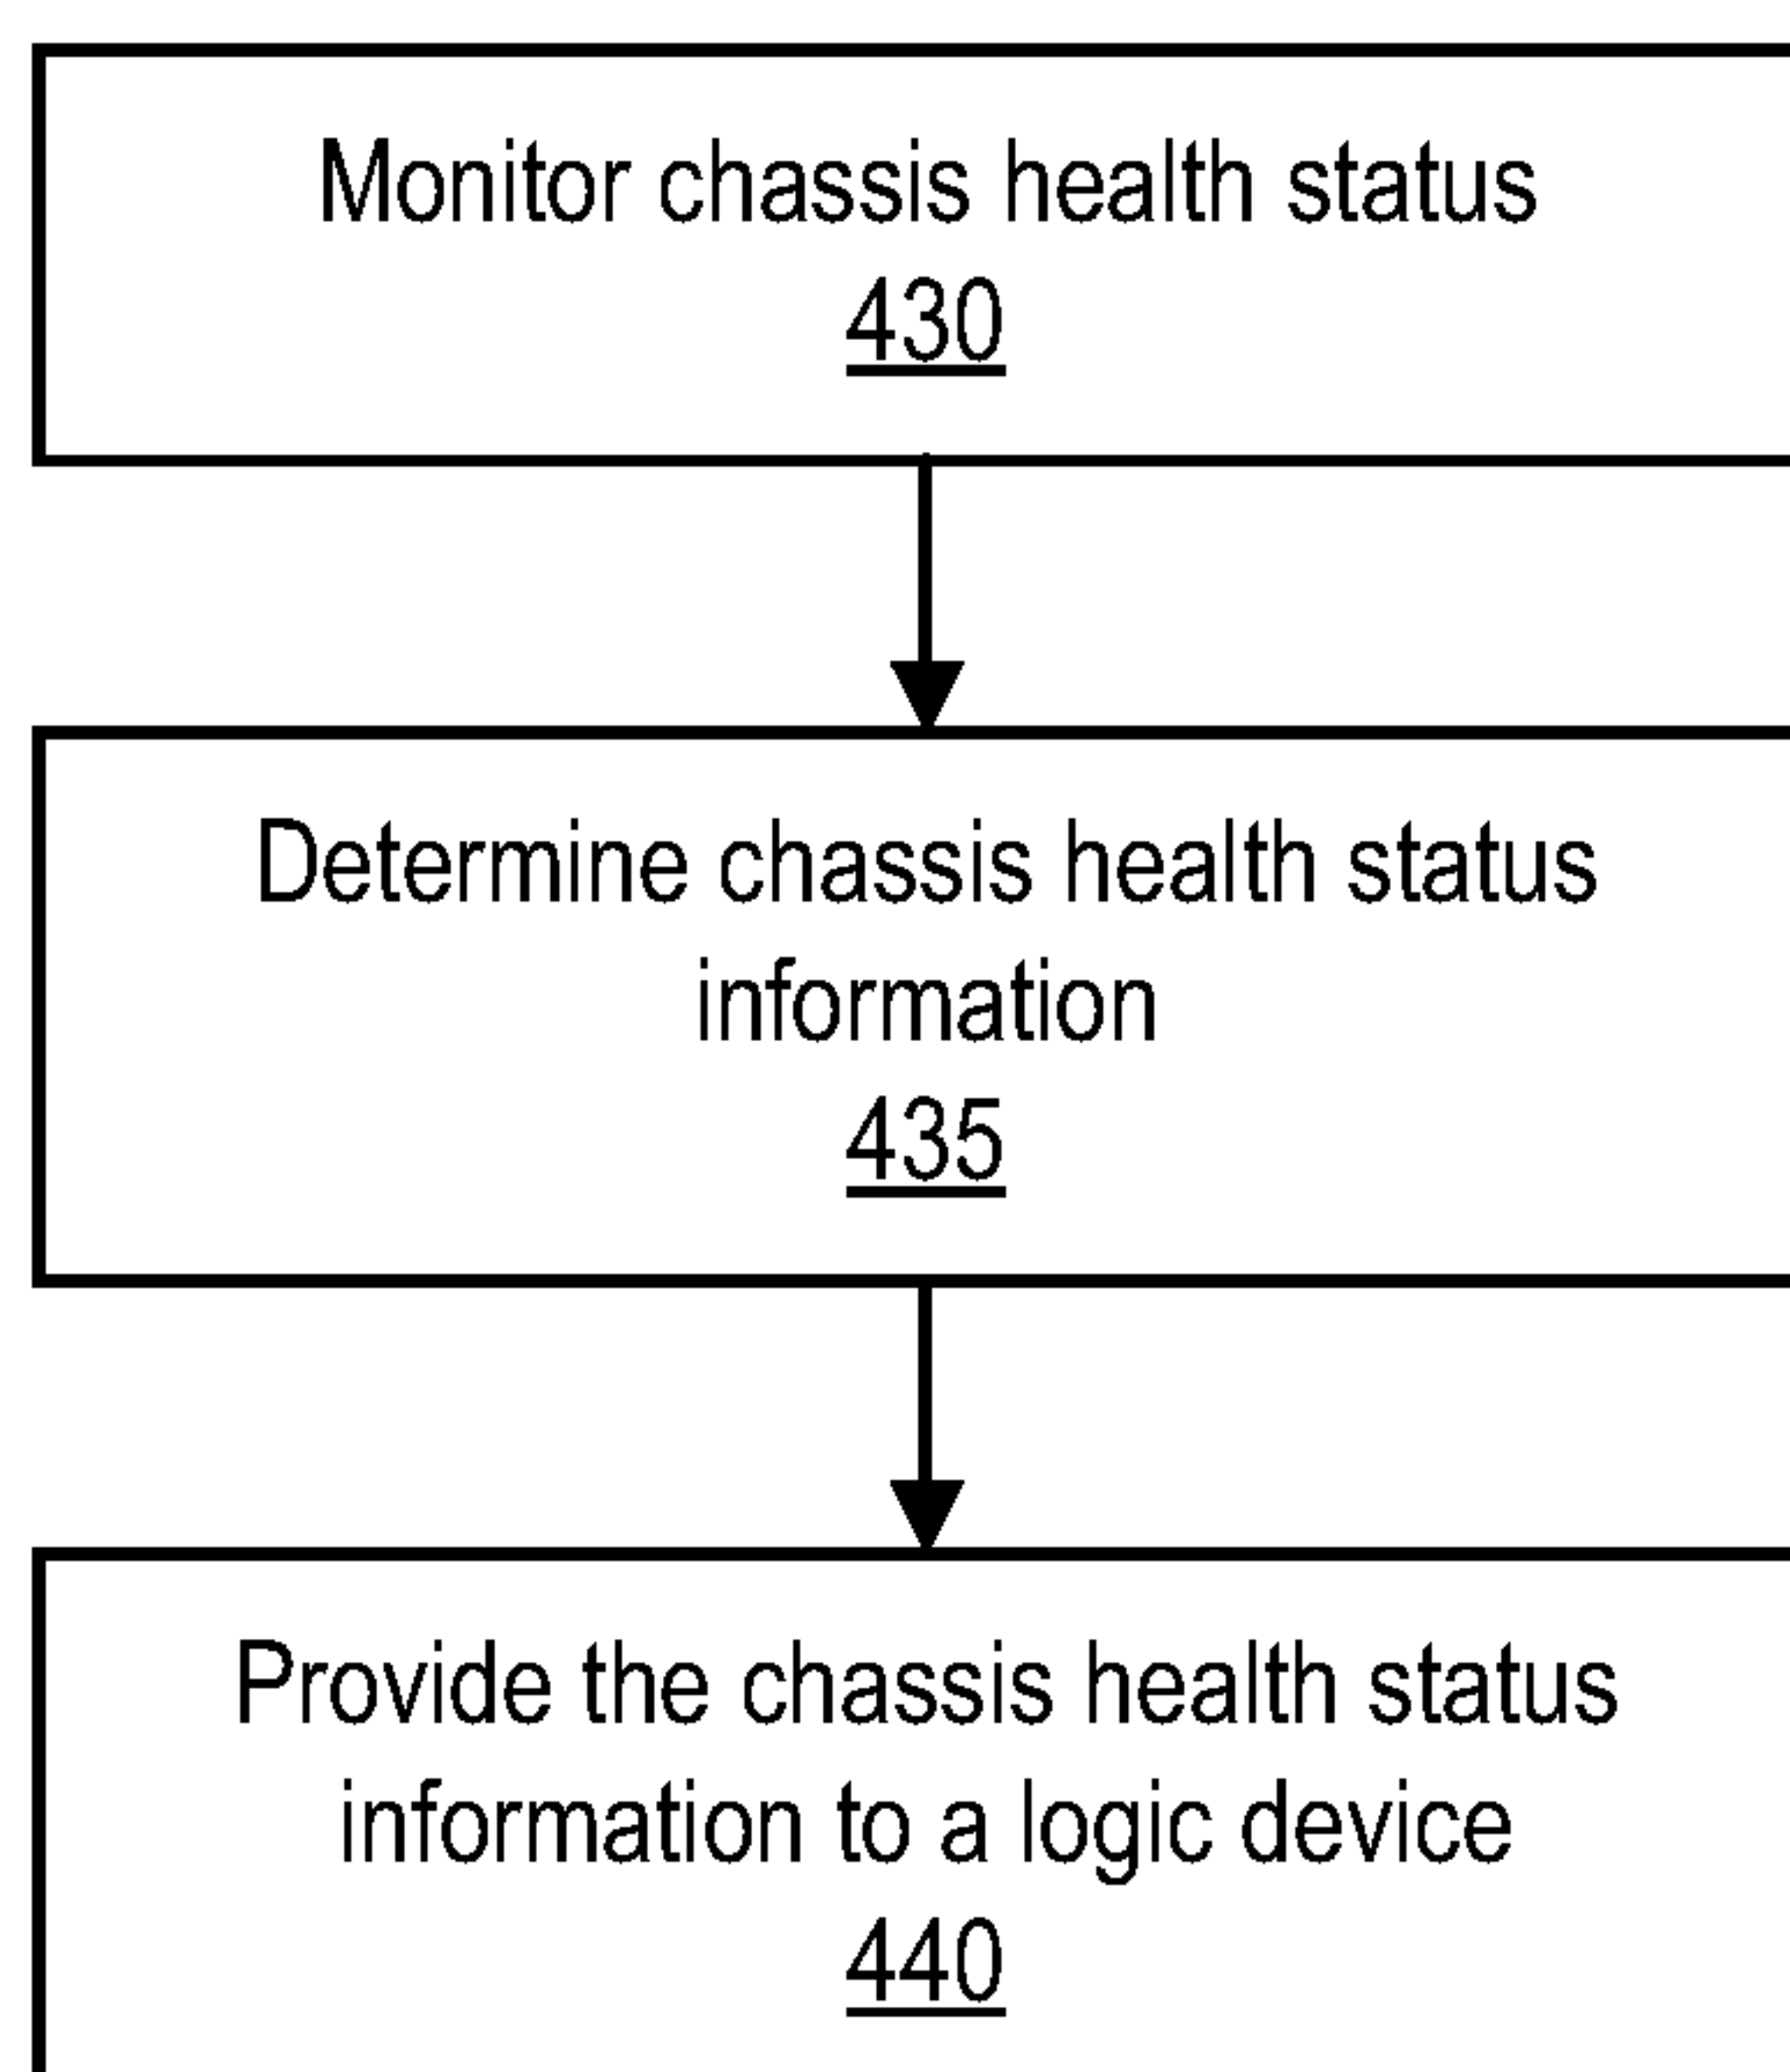 Monitor chassis health status
430
Determine chassis health status
information
435
Provide the chassis health status
information to a logic device
440